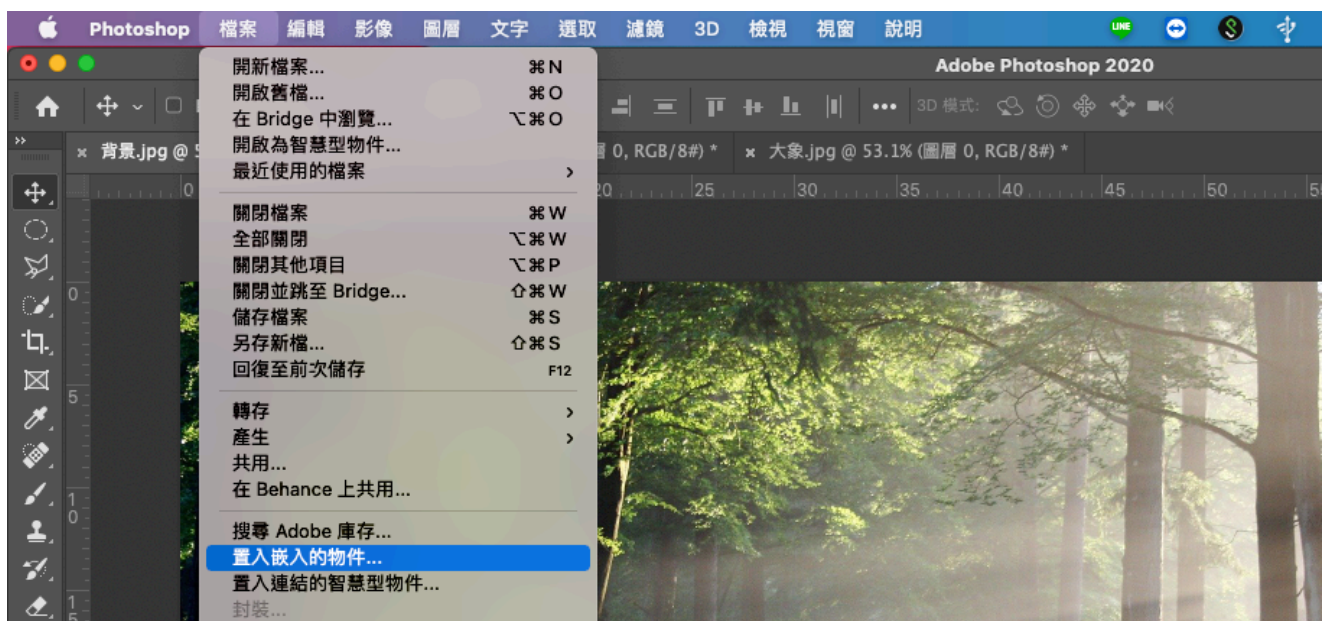 Photoshop 檔案 編輯 影像 圖層 文字 選取 濾鏡 3D 檢視 視窗 說明 LINE
Adobe Photoshop 2020
3D 模式:
× 背景.jpg @ 5
0, RGB/8#) *
× 大象.jpg @ 53.1% (圖層 0, RGB/8#) *
0 20 25 30 35 40 45 50
0
5
10
15
開新檔案... ⌘N
開啟舊檔... ⌘O
在 Bridge 中瀏覽... ⌥⌘O
開啟為智慧型物件...
最近使用的檔案 >
關閉檔案 ⌘W
全部關閉 ⌥⌘W
關閉其他項目 ⌥⌘P
關閉並跳至 Bridge... ⇧⌘W
儲存檔案 ⌘S
另存新檔... ⇧⌘S
回復至前次儲存 F12
轉存 >
產生 >
共用...
在 Behance 上共用...
搜尋 Adobe 庫存...
置入嵌入的物件...
置入連結的智慧型物件...
封裝...